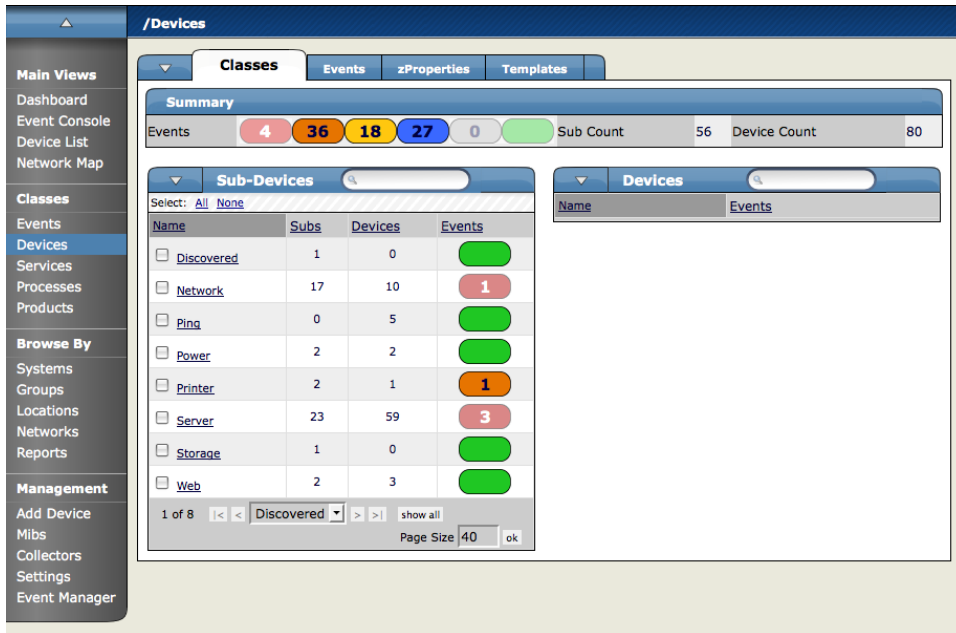 /Devices
Main Views
Dashboard
Event Console
Device List
Network Map
Classes
Events
Devices
Services
Processes
Products
Browse By
Systems
Groups
Locations
Networks
Reports
Management
Add Device
Mibs
Collectors
Settings
Event Manager
Classes Events zProperties Templates
Summary
Events 4 36 18 27 0 Sub Count 56 Device Count 80
Sub-Devices
Select: All None
Name Subs Devices Events
Discovered 1 0
Network 17 10 1
Ping 0 5
Power 2 2
Printer 2 1 1
Server 23 59 3
Storage 1 0
Web 2 3
1 of 8 |< < Discovered > >| show all
Page Size 40 ok
Devices
Name Events